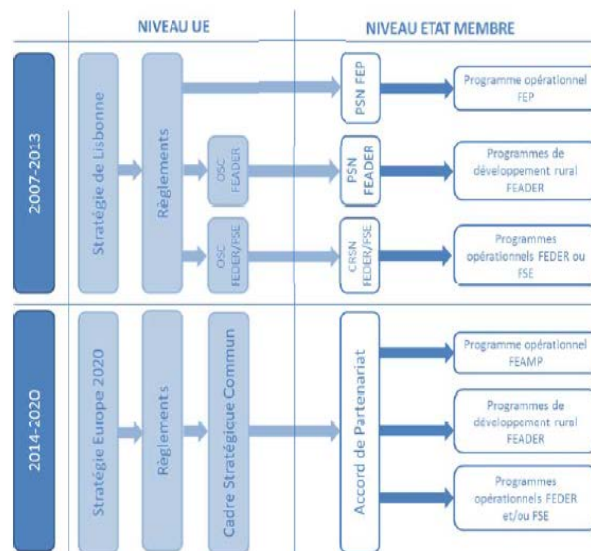 NIVEAU UE
NIVEAU ETAT MEMBRE
2007-2013
Stratégie de Lisbonne
Règlements
OSC
FEADER
OSC
FEDER/FSE
PSN FEP
PSN
FEADER
CRSN
FEDER/FSE
Programme opérationnel
FEP
Programmes de
développement rural
FEADER
Programmes
opérationnels FEDER ou
FSE
2014-2020
Stratégie Europe 2020
Règlements
Cadre Stratégique Commun
Accord de Partenariat
Programme opérationnel
FEAMP
Programmes de
développement rural
FEADER
Programmes
opérationnels FEDER
et/ou FSE